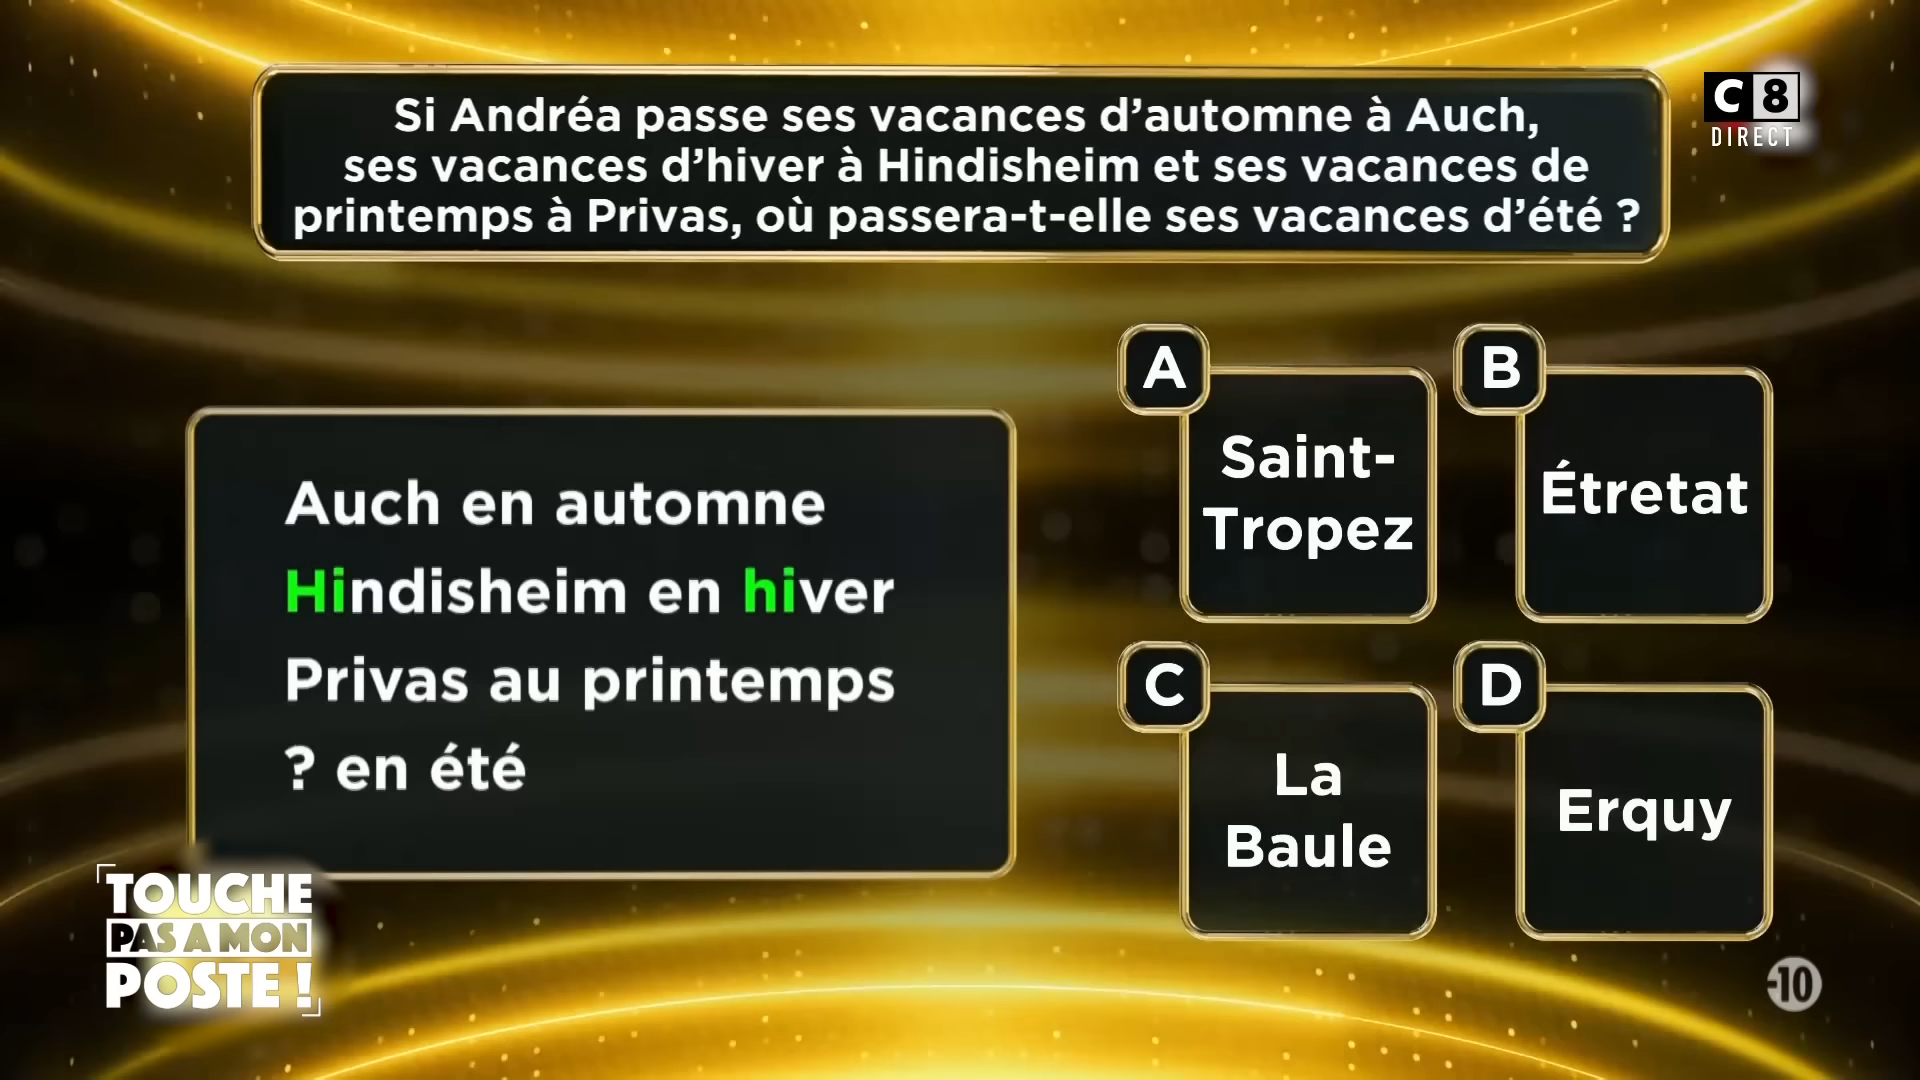 Si Andréa passe ses vacances d’automne à Auch,
ses vacances d’hiver à Hindisheim et ses vacances de
printemps à Privas, où passera-t-elle ses vacances d’été ?
C8
DIRECT
Auch en automne
Hindisheim en hiver
Privas au printemps
? en été
A
Saint-
Tropez
B
Étretat
C
La
Baule
D
Erquy
TOUCHE
PAS A MON
POSTE !
-10